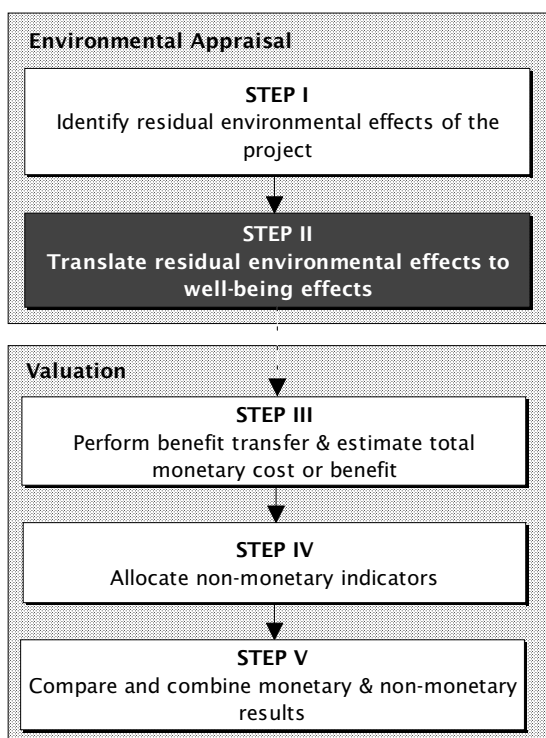 Environmental Appraisal
STEP I
Identify residual environmental effects of the
project
STEP II
Translate residual environmental effects to
well-being effects
Valuation
STEP III
Perform benefit transfer & estimate total
monetary cost or benefit
STEP IV
Allocate non-monetary indicators
STEP V
Compare and combine monetary & non-monetary
results